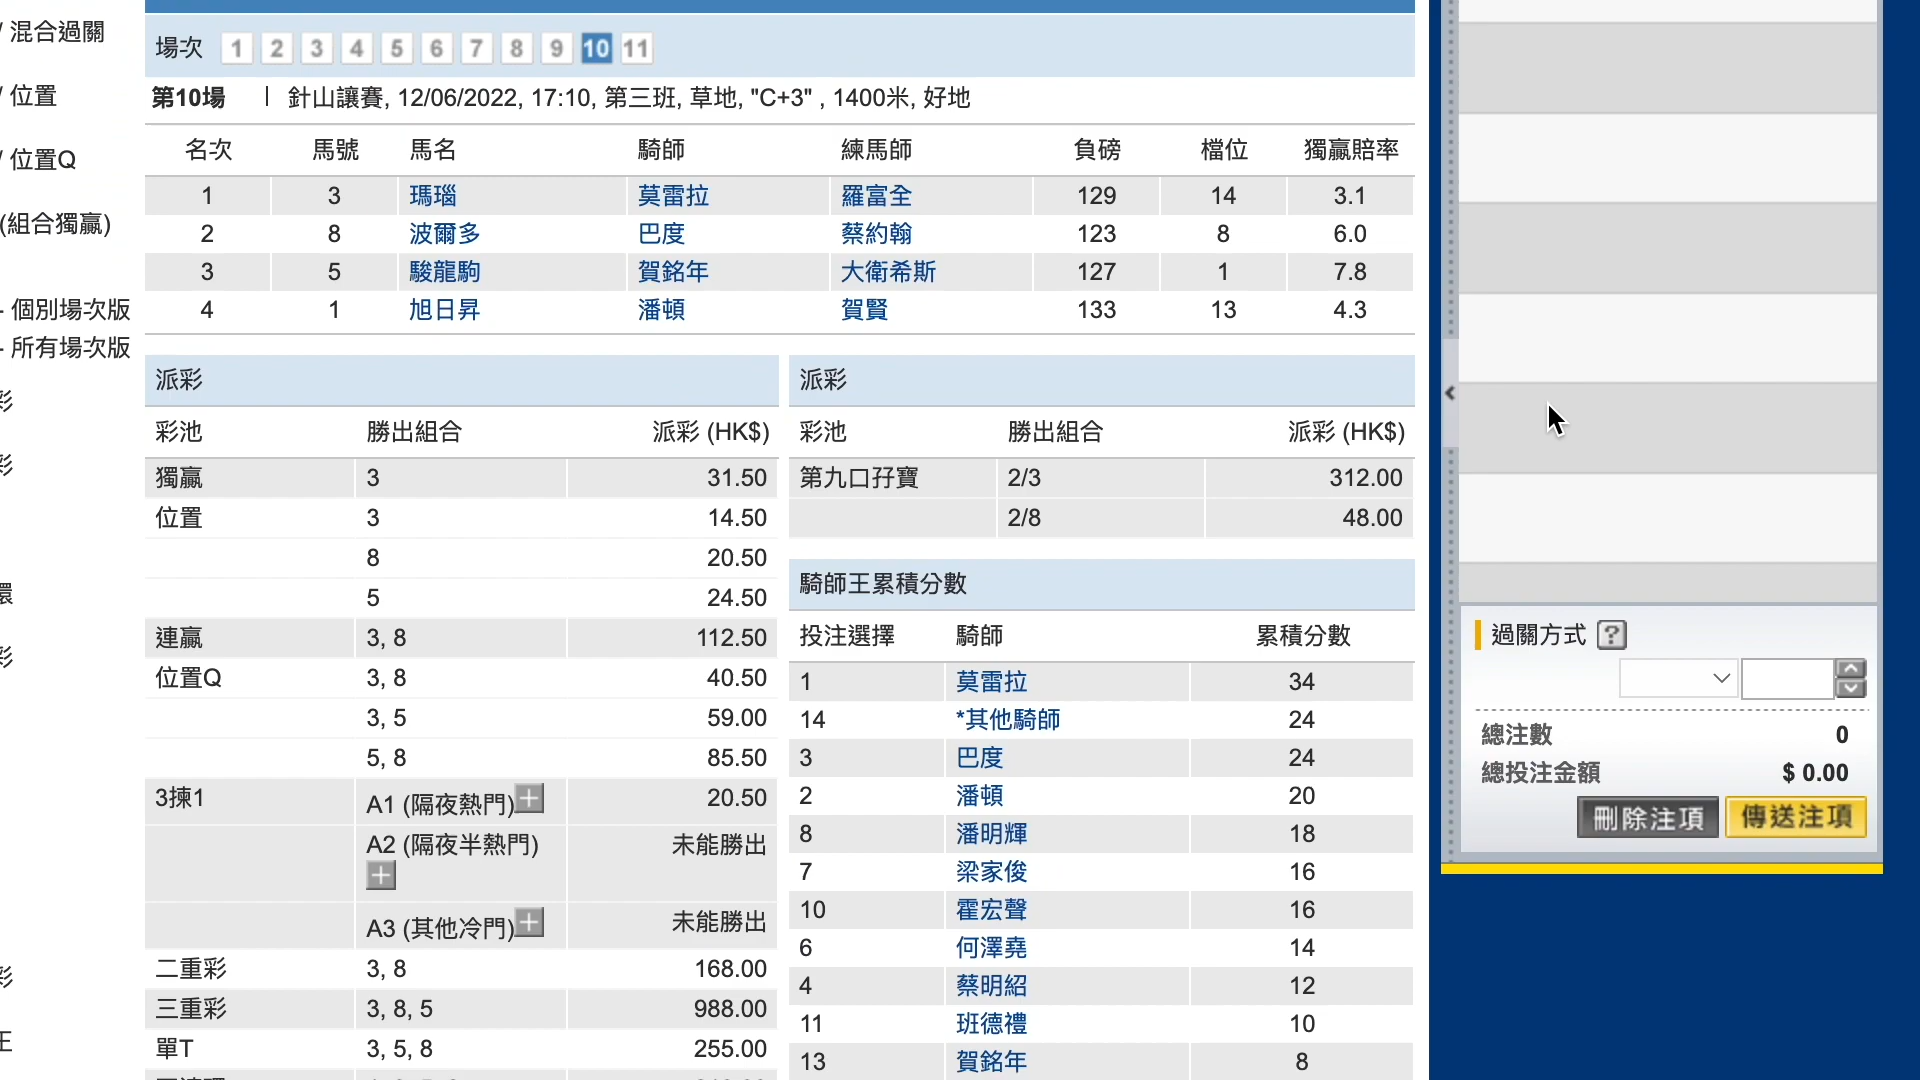 / 混合過關
/ 位置
/ 位置Q
(組合獨贏)
- 個別場次版
- 所有場次版
彩
彩
還
彩
彩
王
場次 1 2 3 4 5 6 7 8 9 10 11
第10場 | 針山讓賽, 12/06/2022, 17:10, 第三班, 草地, "C+3" , 1400米, 好地
名次 馬號 馬名 騎師 練馬師 負磅 檔位 獨贏賠率
1 3 瑪瑙 莫雷拉 羅富全 129 14 3.1
2 8 波爾多 巴度 蔡約翰 123 8 6.0
3 5 駿龍駒 賀銘年 大衛希斯 127 1 7.8
4 1 旭日昇 潘頓 賀賢 133 13 4.3
派彩
彩池 勝出組合 派彩 (HK$)
獨贏 3 31.50
位置 3 14.50
8 20.50
5 24.50
連贏 3, 8 112.50
位置Q 3, 8 40.50
3, 5 59.00
5, 8 85.50
3揀1 A1 (隔夜熱門) 20.50
A2 (隔夜半熱門) 未能勝出
A3 (其他冷門) 未能勝出
二重彩 3, 8 168.00
三重彩 3, 8, 5 988.00
單T 3, 5, 8 255.00
派彩
彩池 勝出組合 派彩 (HK$)
第九口孖寶 2/3 312.00
2/8 48.00
騎師王累積分數
投注選擇 騎師 累積分數
1 莫雷拉 34
14 *其他騎師 24
3 巴度 24
2 潘頓 20
8 潘明輝 18
7 梁家俊 16
10 霍宏聲 16
6 何澤堯 14
4 蔡明紹 12
11 班德禮 10
13 賀銘年 8
過關方式 ?
總注數 0
總投注金額 $ 0.00
刪除注項 傳送注項